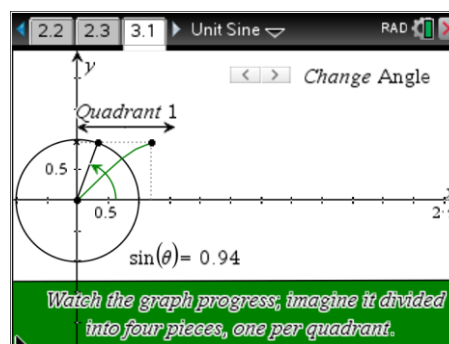 2.2 2.3 3.1 Unit Sine RAD
y
< > Change Angle
Quadrant 1
0.5
0.5
sin(θ)= 0.94
Watch the graph progress; imagine it divided
into four pieces, one per quadrant.